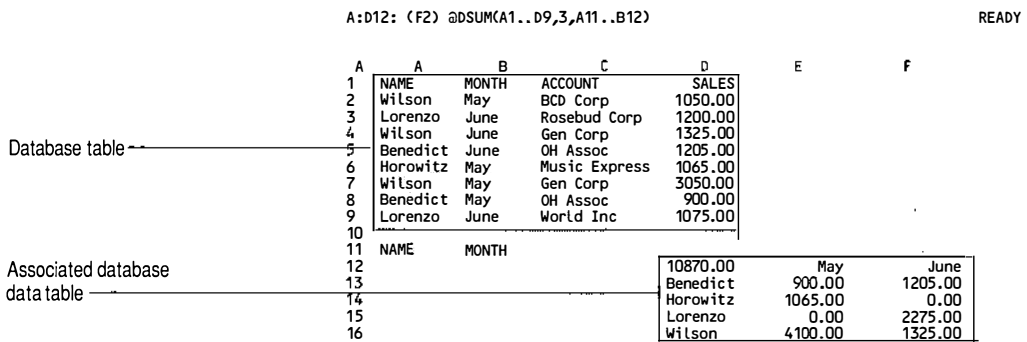 A:D12: (F2) @DSUM(A1..D9,3,A11..B12) READY
A A B C D E F
1 NAME MONTH ACCOUNT SALES
2 Wilson May BCD Corp 1050.00
3 Lorenzo June Rosebud Corp 1200.00
4 Wilson June Gen Corp 1325.00
Database table
5 Benedict June OH Assoc 1205.00
6 Horowitz May Music Express 1065.00
7 Wilson May Gen Corp 3050.00
8 Benedict May OH Assoc 900.00
9 Lorenzo June World Inc 1075.00
10
11 NAME MONTH
Associated database
data table
12 10870.00 May June
13 Benedict 900.00 1205.00
14 Horowitz 1065.00 0.00
15 Lorenzo 0.00 2275.00
16 Wilson 4100.00 1325.00